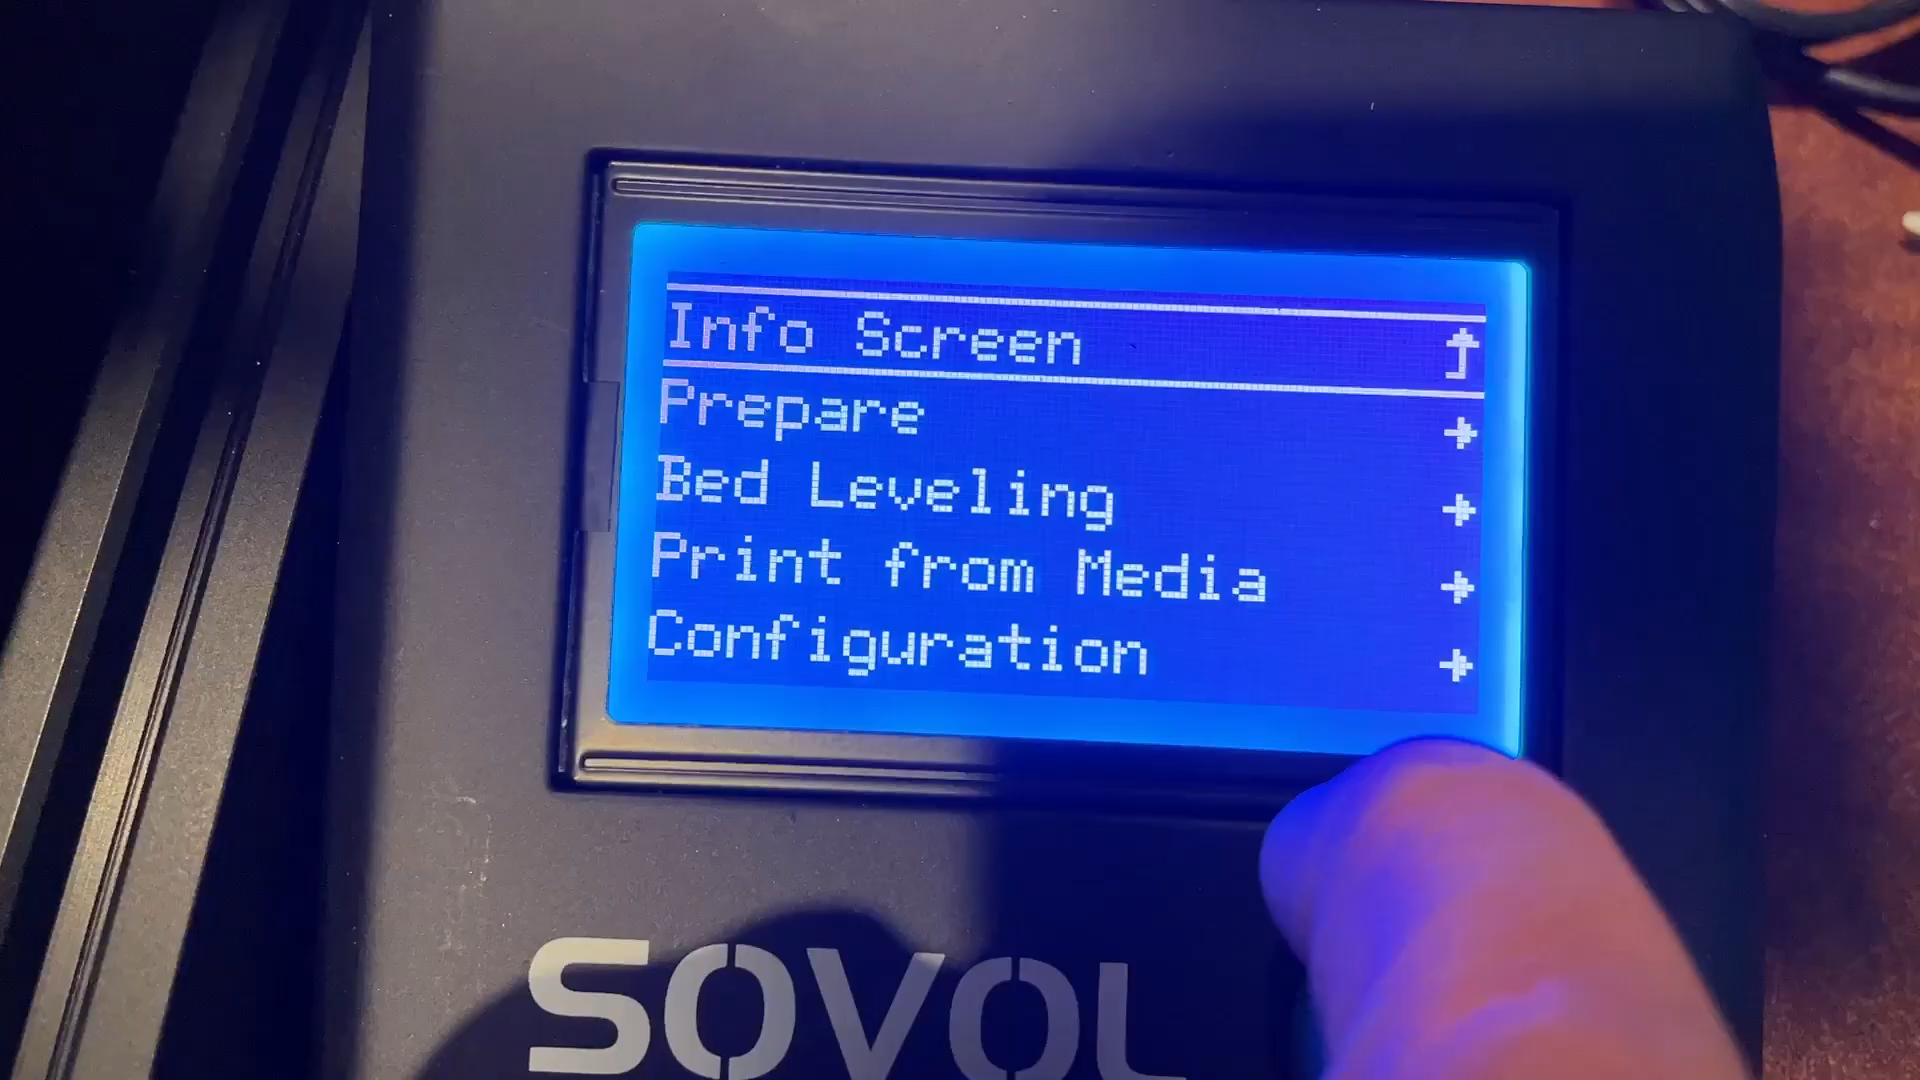 Info Screen
Prepare
Bed Leveling
Print from Media
Configuration
SOVOL